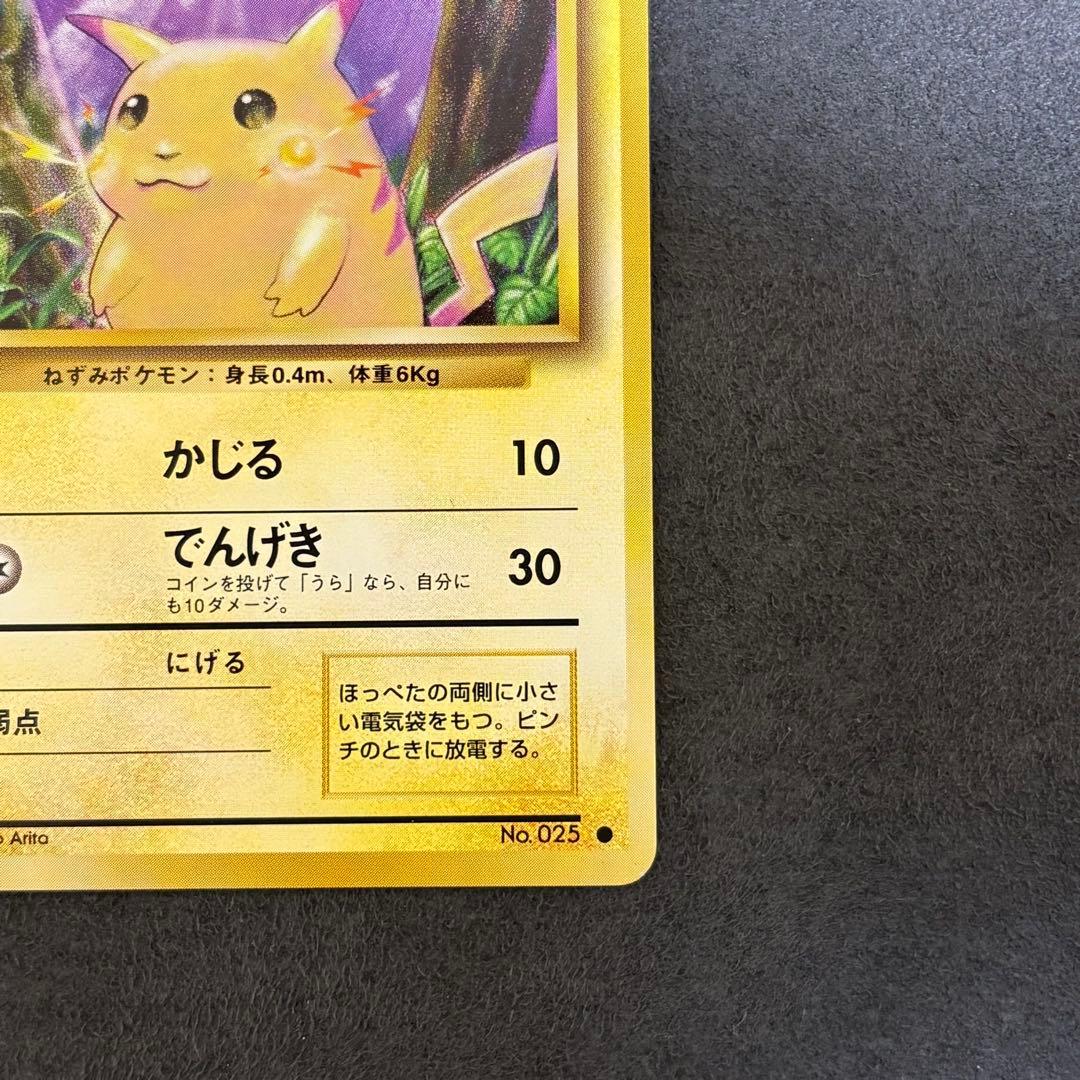 ねずみポケモン：身長0.4m、体重6Kg
かじる 10
でんげき 30
コインを投げて「うら」なら、自分に
も10ダメージ。
にげる
弱点
ほっぺたの両側に小さ
い電気袋をもつ。ピン
チのときに放電する。
Arita
No. 025 ●